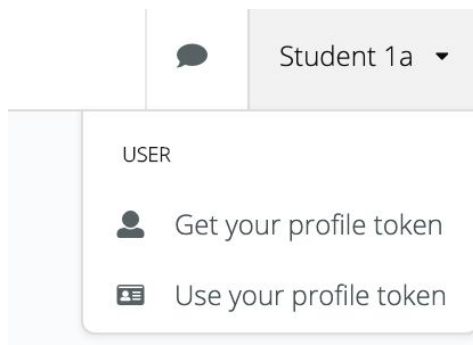 Student 1a
USER
Get your profile token
Use your profile token